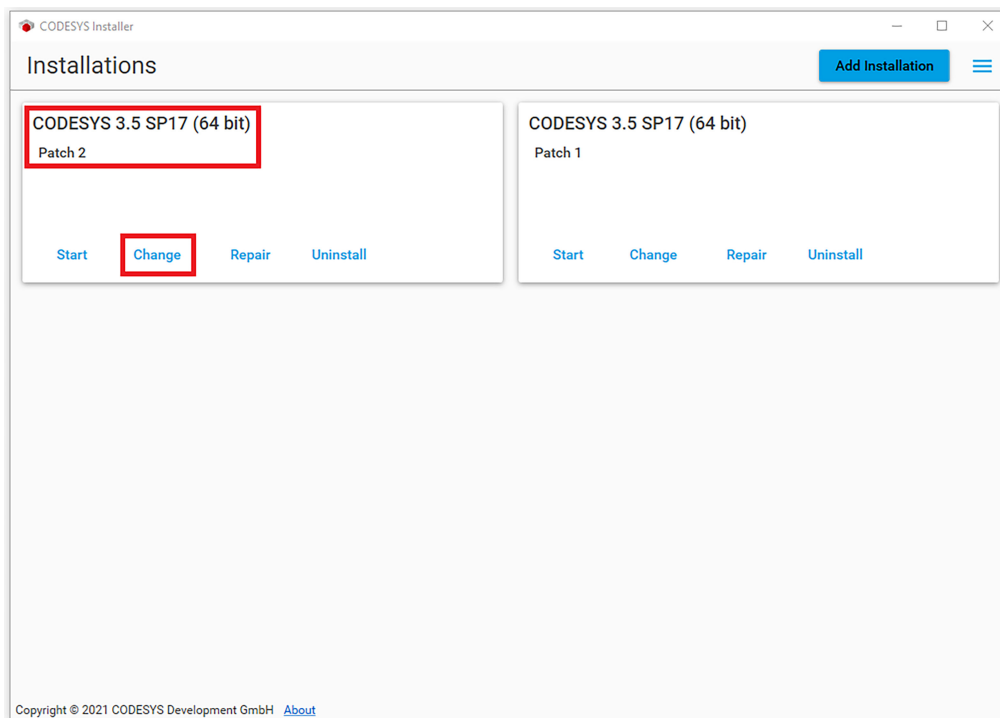 CODESYS Installer
Installations
Add Installation
CODESYS 3.5 SP17 (64 bit)
Patch 2
Start Change Repair Uninstall
CODESYS 3.5 SP17 (64 bit)
Patch 1
Start Change Repair Uninstall
Copyright © 2021 CODESYS Development GmbH About